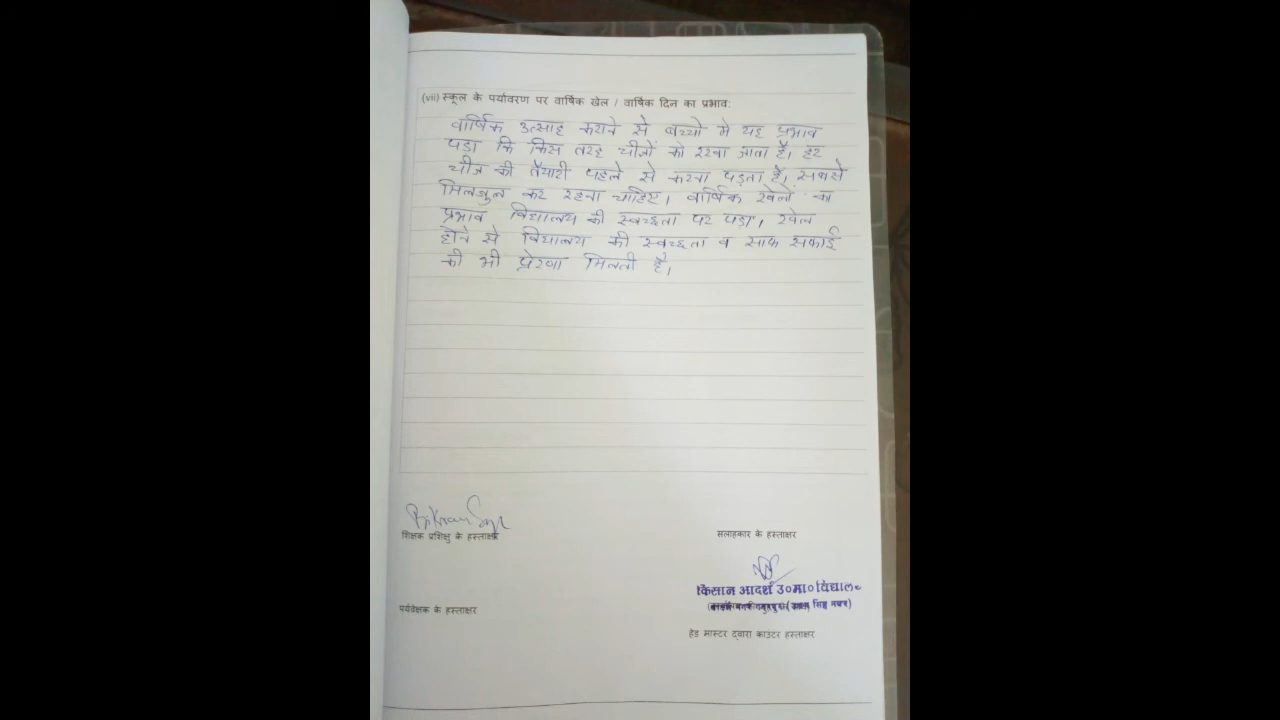 (vii) स्कूल के पर्यावरण पर वार्षिक खेल / वार्षिक दिन का प्रभाव:
वार्षिक उत्साह कराने से बच्चो मे यह प्रभाव
पड़ा कि किस तरह चीजों को रखा जाता है। हर
चीज की तैयारी पहले से करना पड़ता है। सबसे
मिलजुल कर रहना चाहिए। वार्षिक खेलों का
प्रभाव विद्यालय की स्वच्छता पर पड़ा। खेल
होने से विद्यालय की स्वच्छता व साफ सफाई
की भी प्रेरणा मिलती है।
शिक्षक प्रशिक्षु के हस्ताक्षर
सलाहकार के हस्ताक्षर
किसान आदर्श उ०मा०विद्याल
सिंह नगर)
पर्यवेक्षक के हस्ताक्षर
हेड मास्टर द्वारा काउंटर हस्ताक्षर